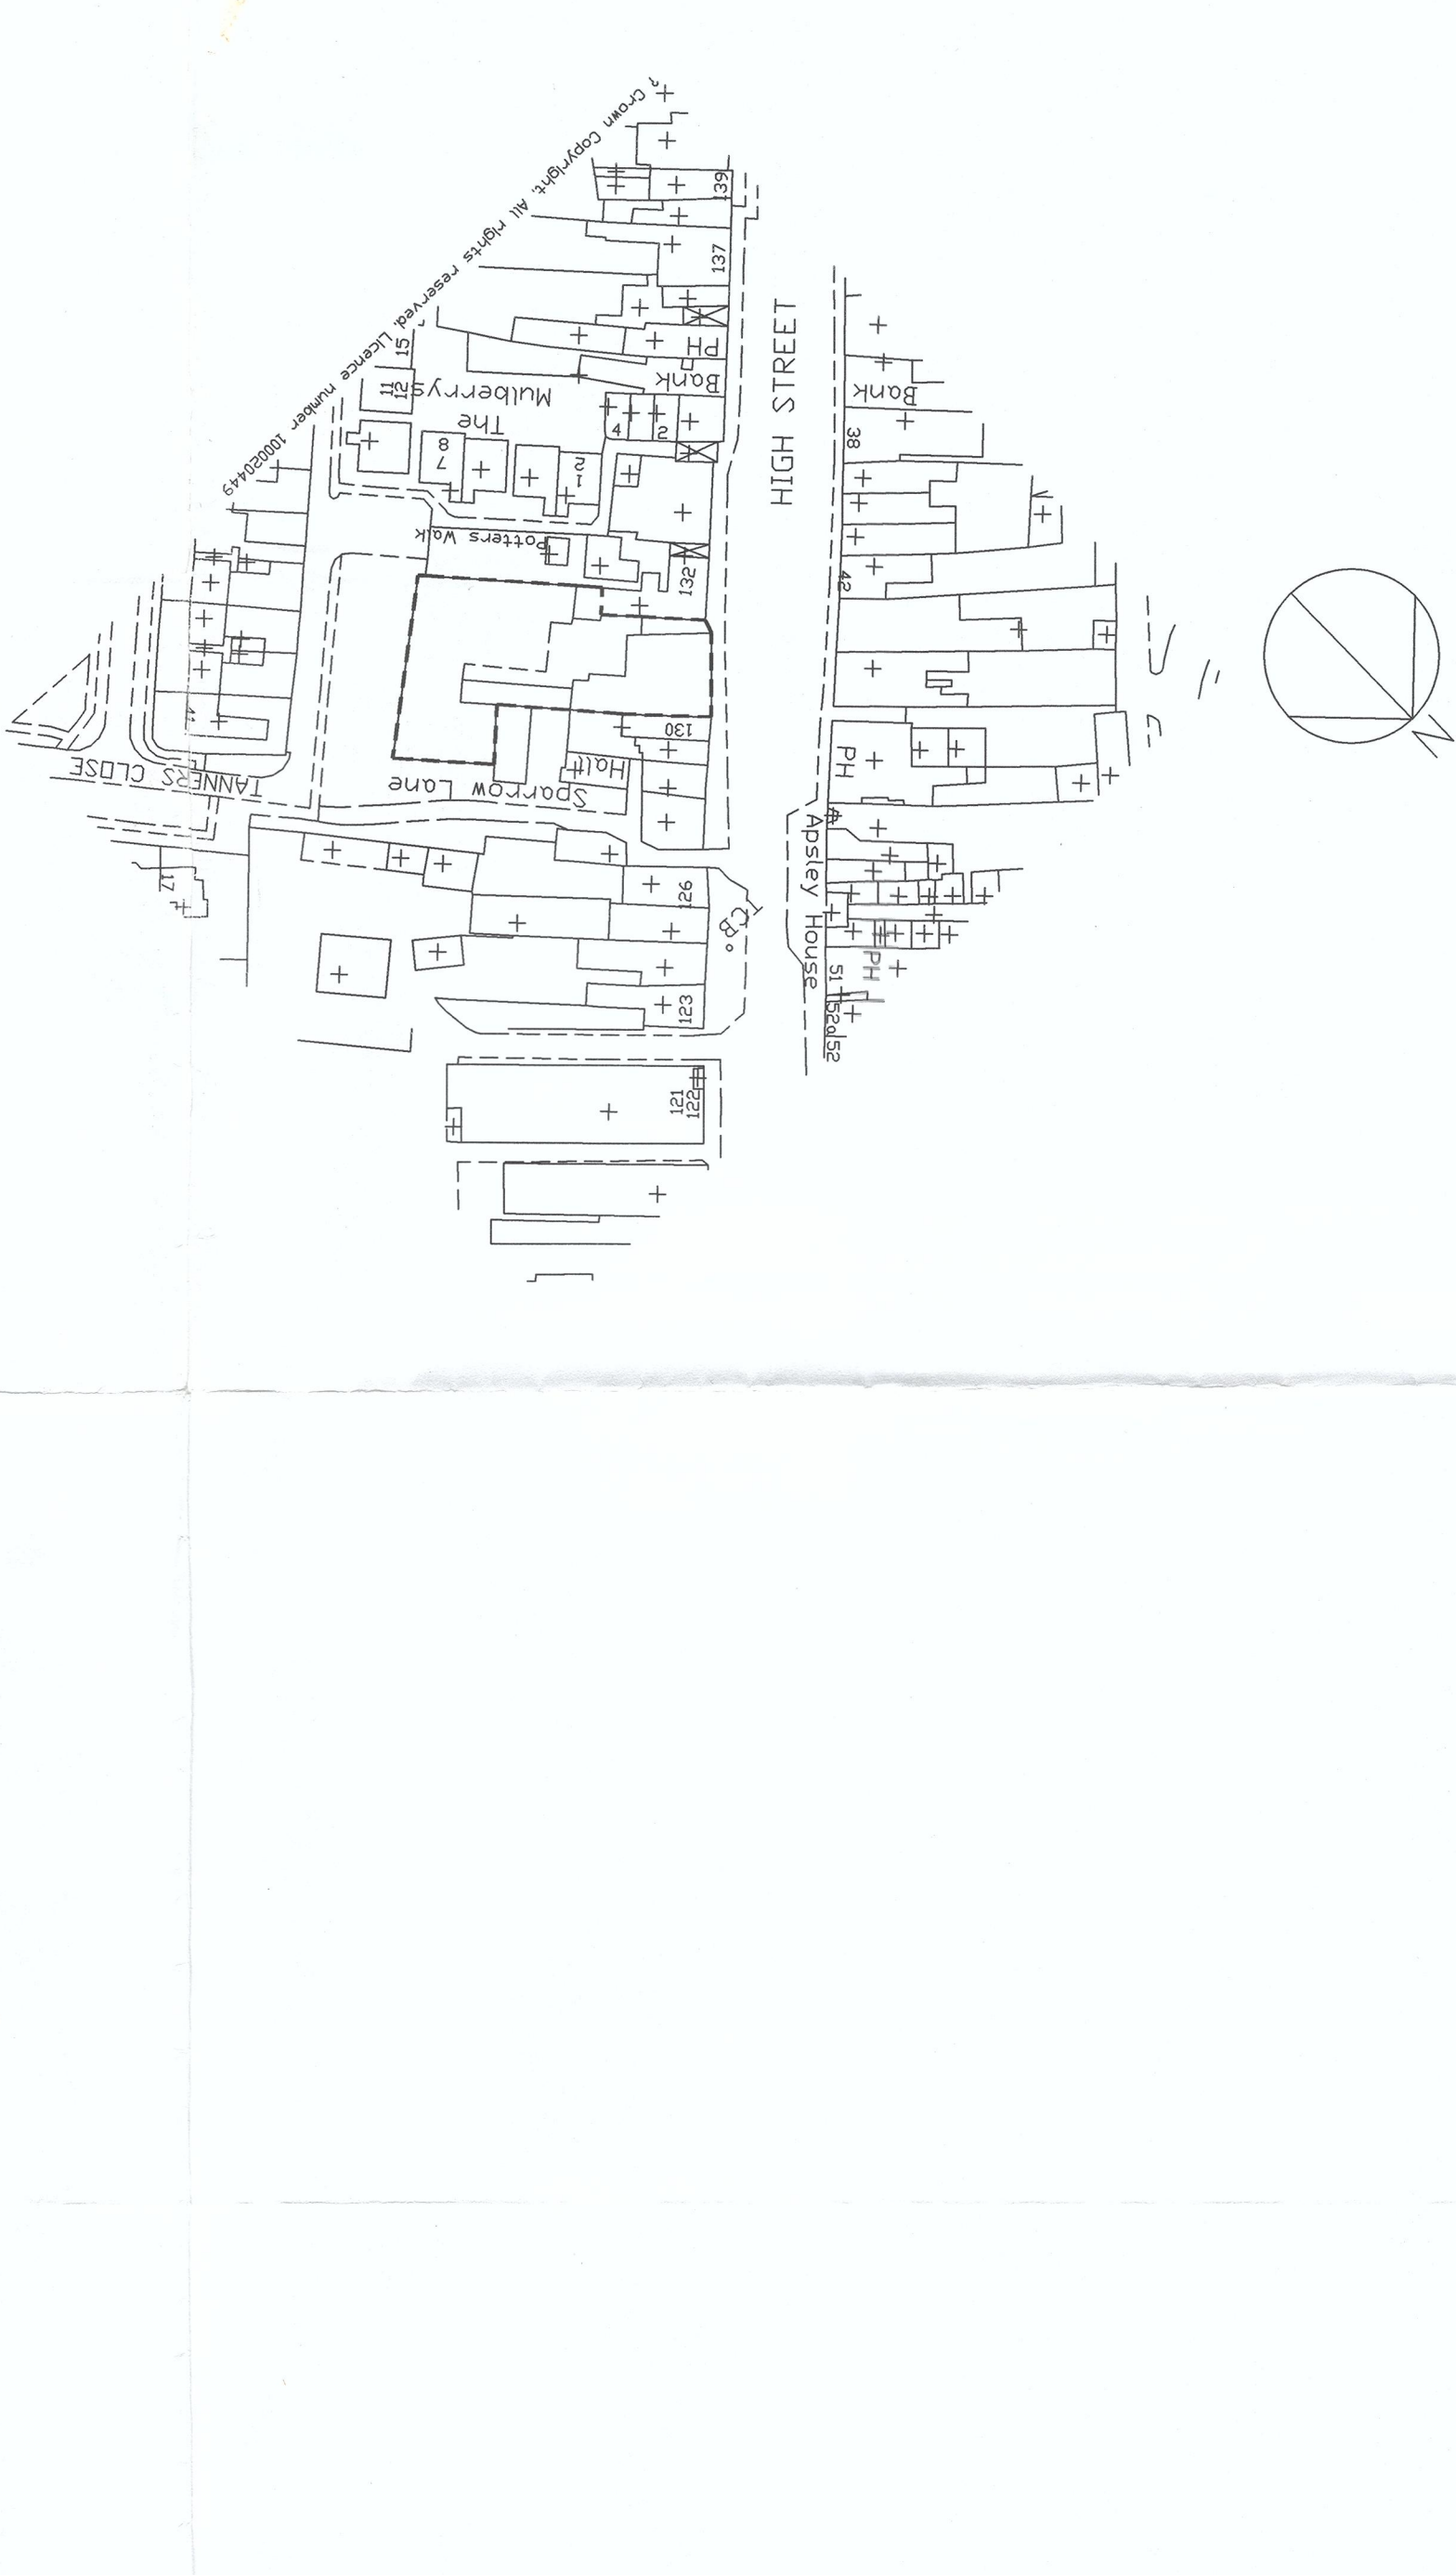 ? Crown Copyright. All rights reserved. Licence number 100020449
139
137
HIGH STREET
PH
Bank
Bank
15
11
12
The
Mulberrys
38
4
2
8
7
1
2
Potters Walk
132
42
130
PH
Hall
Sparrow Lane
TANNERS CLOSE
N
Apsley House
17
126
TCB
PH
51
123
52a
52
121
122